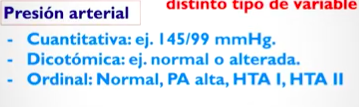 distinto tipo de variable
Presión arterial
- Cuantitativa: ej. 145/99 mmHg.
- Dicotómica: ej. normal o alterada.
- Ordinal: Normal, PA alta, HTA I, HTA II